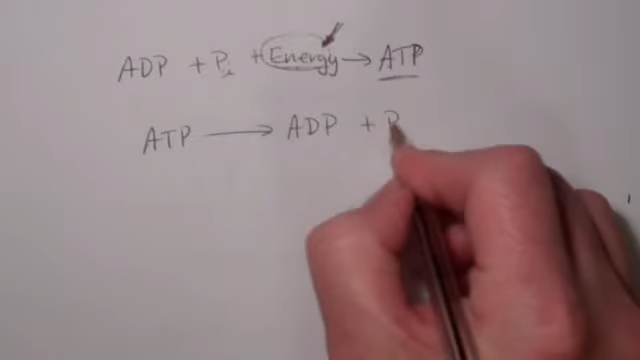 ADP + Pi + Energy → ATP
ATP → ADP + P